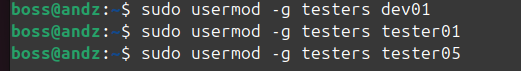 boss@andz:~$ sudo usermod -g testers dev01
boss@andz:~$ sudo usermod -g testers tester01
boss@andz:~$ sudo usermod -g testers tester05